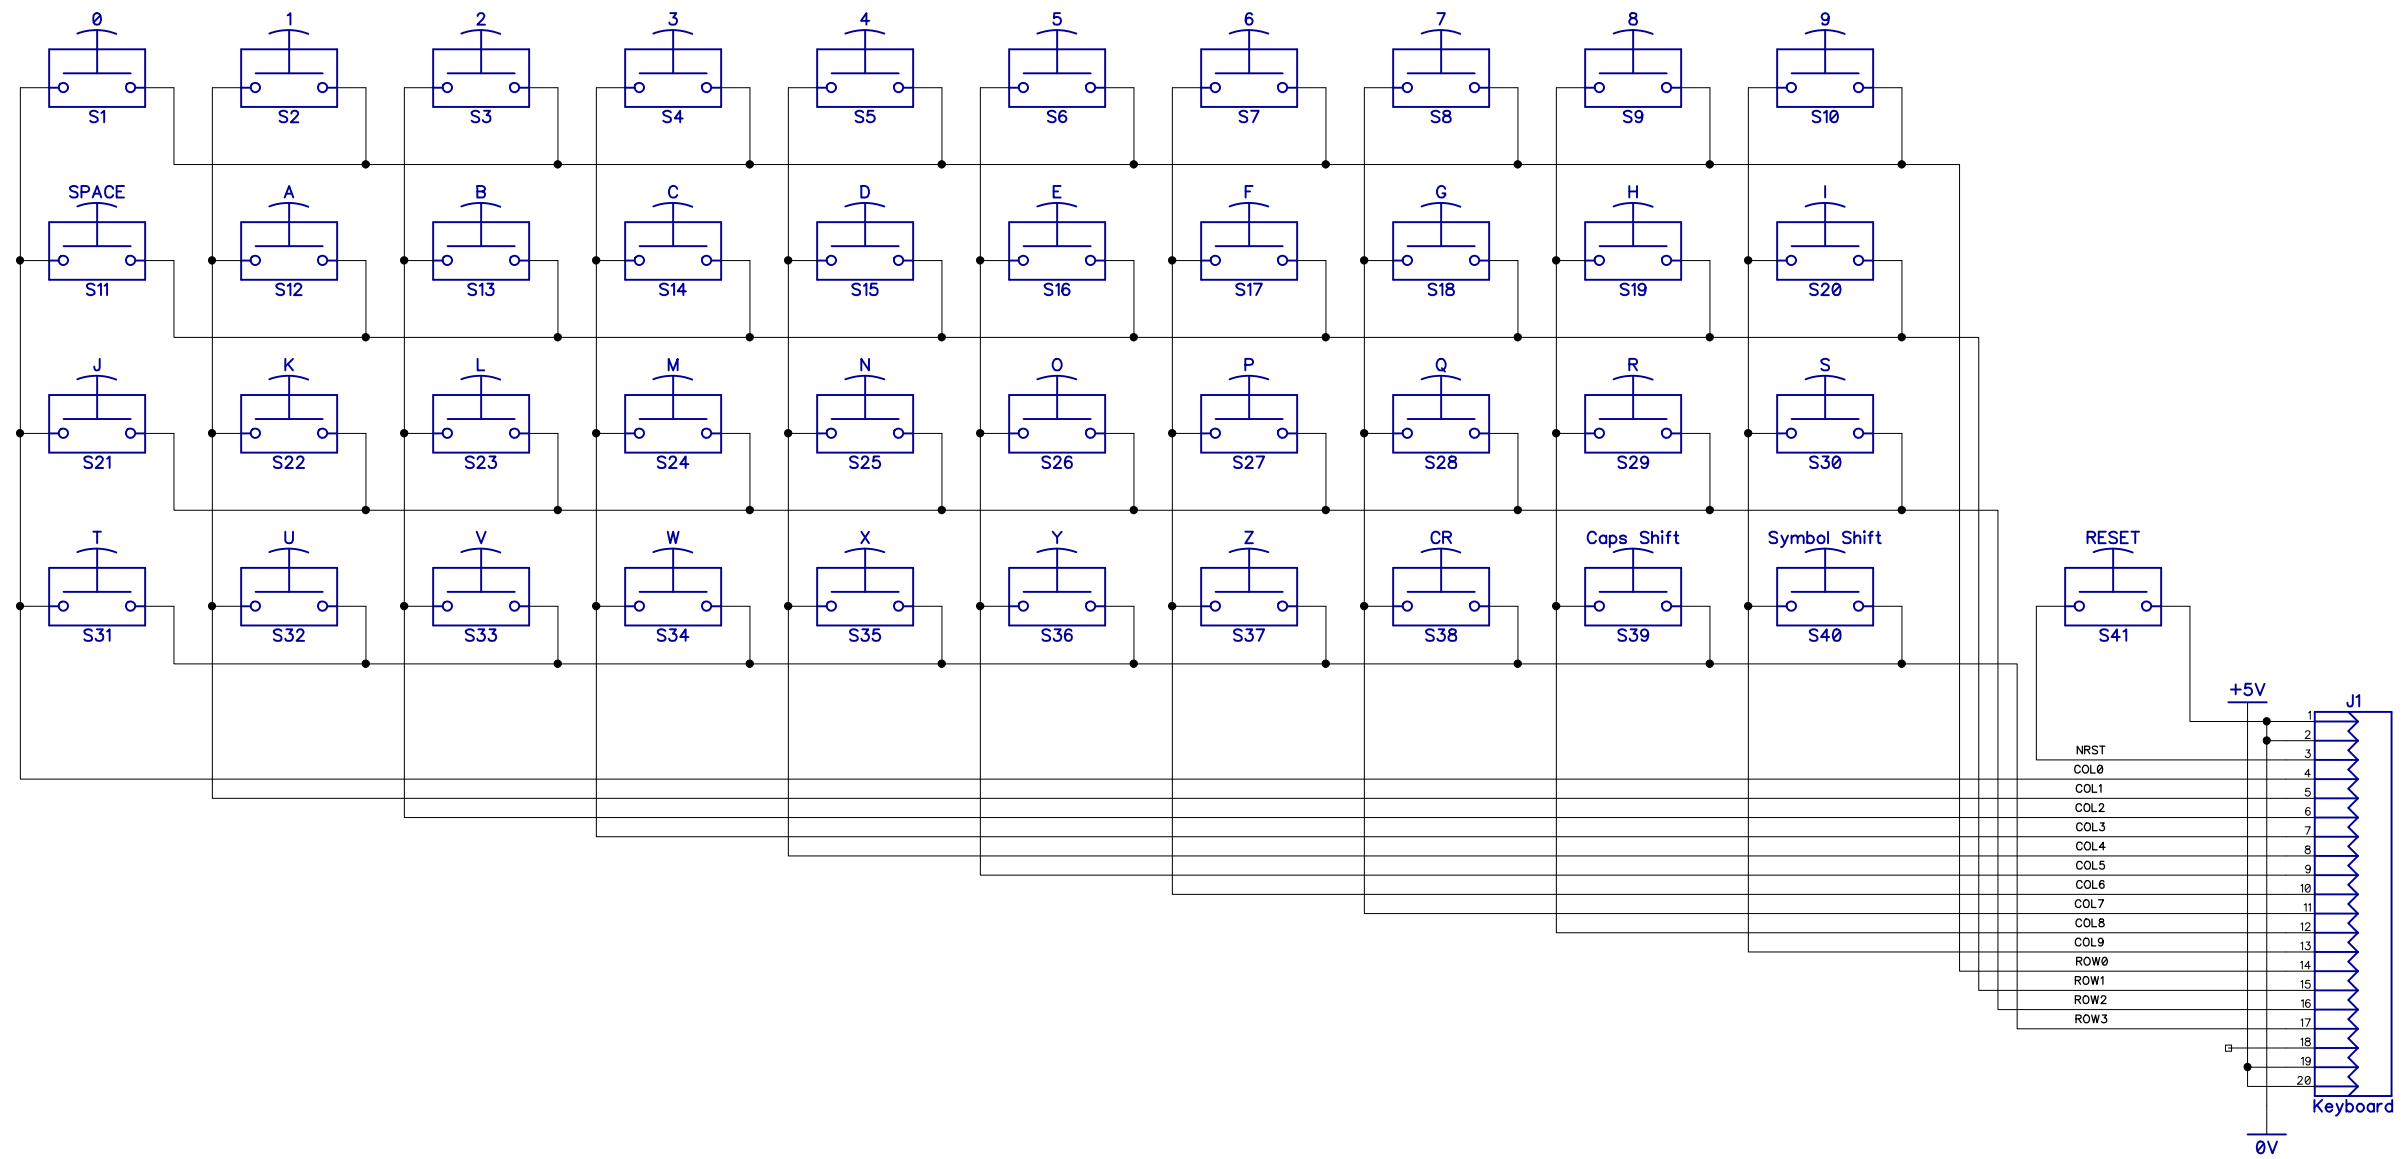 0 1 2 3 4 5 6 7 8 9
S1 S2 S3 S4 S5 S6 S7 S8 S9 S10
SPACE A B C D E F G H I
S11 S12 S13 S14 S15 S16 S17 S18 S19 S20
J K L M N O P Q R S
S21 S22 S23 S24 S25 S26 S27 S28 S29 S30
T U V W X Y Z CR Caps Shift Symbol Shift RESET
S31 S32 S33 S34 S35 S36 S37 S38 S39 S40 S41
+5V J1
1
2
NRST 3
COL0 4
COL1 5
COL2 6
COL3 7
COL4 8
COL5 9
COL6 10
COL7 11
COL8 12
COL9 13
ROW0 14
ROW1 15
ROW2 16
ROW3 17
18
19
20
Keyboard
0V